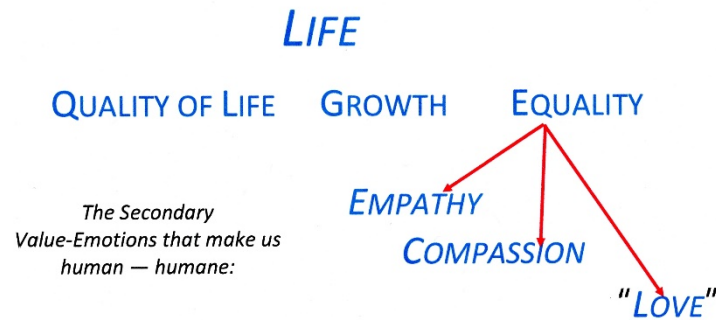 LIFE
QUALITY OF LIFE GROWTH EQUALITY
EMPATHY
The Secondary
Value-Emotions that make us
human — humane:
COMPASSION
"LOVE"